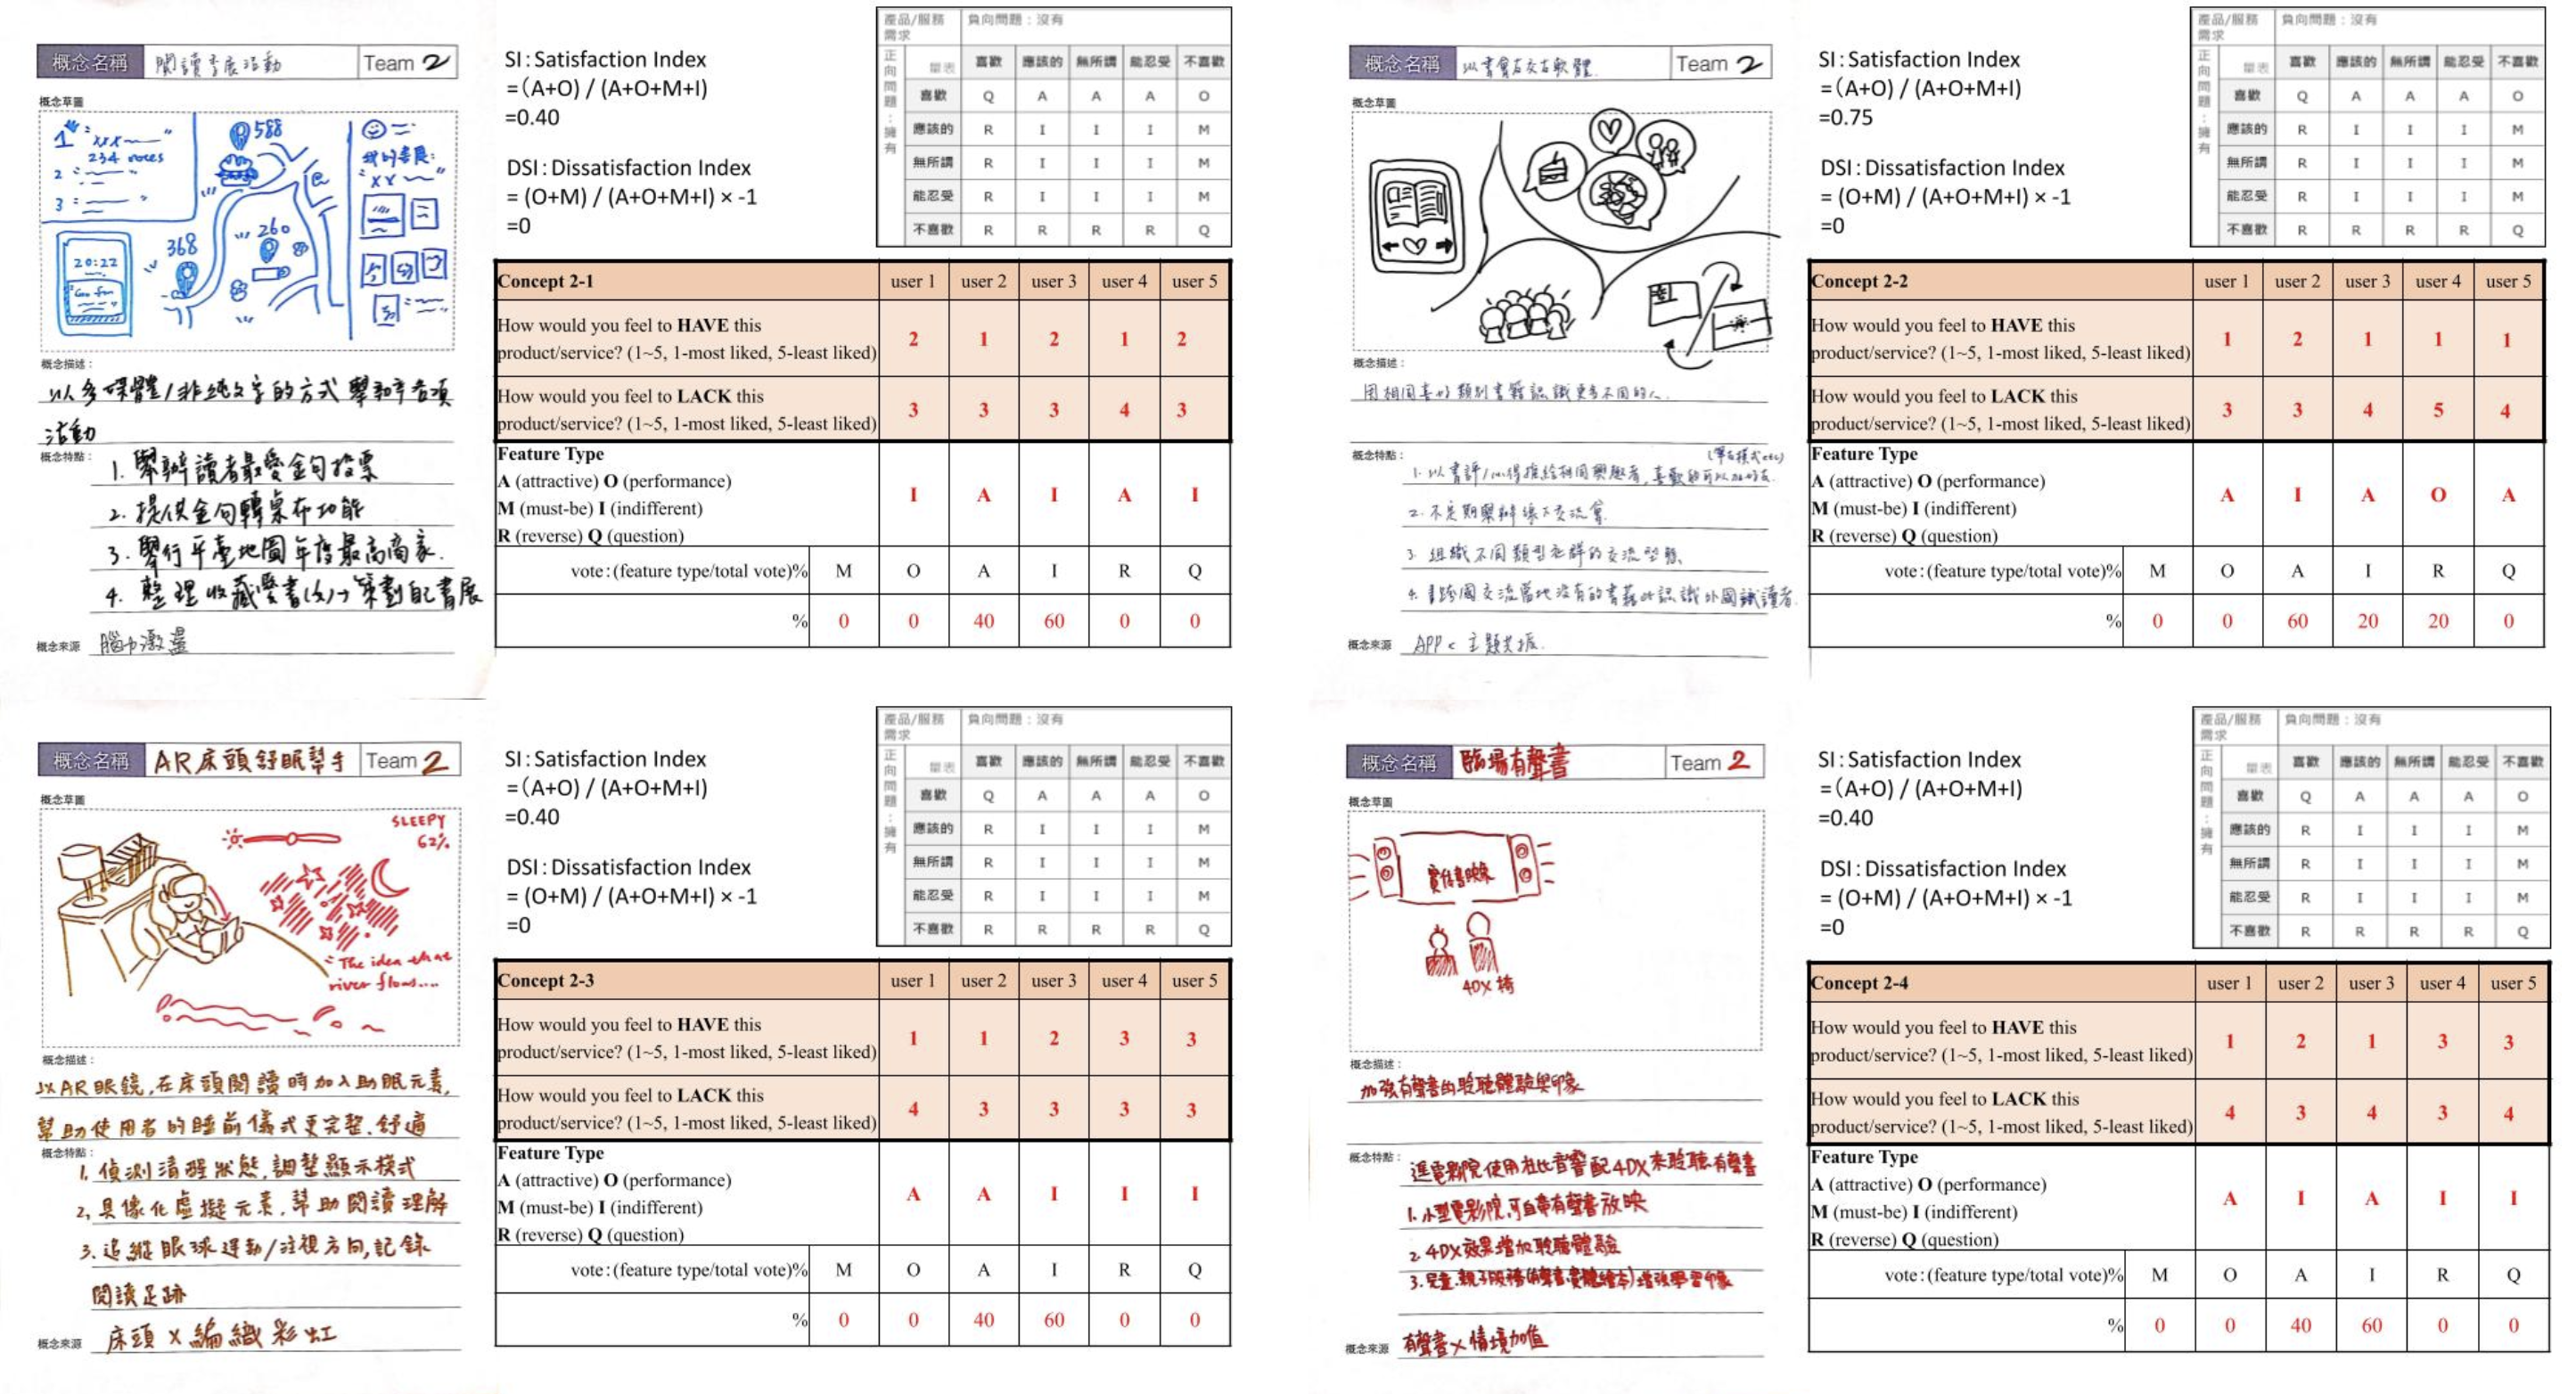 概念名稱 閱讀書展活動 Team 2
概念草圖
1 "xxx~"
234 votes
2
3
588
368
260
20:22
我的書展:
"XX~"
概念描述:
以多媒體/非純文字的方式舉辦年各項
活動
概念特點:
1. 舉辦讀者最愛金句投票
2. 提供金句轉桌布功能
3. 舉行平臺地圖年度最高商家.
4. 整理收藏愛書(녀)→策劃自己書展
概念來源 腦力激盪
SI:Satisfaction Index
=(A+O) / (A+O+M+I)
=0.40
DSI:Dissatisfaction Index
= (O+M) / (A+O+M+I) × -1
=0
產品/服務需求 負向問題:沒有
正向問題:擁有 量表 喜歡 應該的 無所謂 能忍受 不喜歡
喜歡 Q A A A O
應該的 R I I I M
無所謂 R I I I M
能忍受 R I I I M
不喜歡 R R R R Q
Concept 2-1 user 1 user 2 user 3 user 4 user 5
How would you feel to HAVE this
product/service? (1~5, 1-most liked, 5-least liked) 2 1 2 1 2
How would you feel to LACK this
product/service? (1~5, 1-most liked, 5-least liked) 3 3 3 4 3
Feature Type
A (attractive) O (performance)
M (must-be) I (indifferent)
R (reverse) Q (question)
I A I A I
vote:(feature type/total vote)% M O A I R Q
% 0 0 40 60 0 0
概念名稱 以書會友交友軟體 Team 2
概念草圖
概念描述:
用相同喜好類別書籍認識更多不同的人.
概念特點:
1. 以書評/心得推給相同興趣者,喜歡的可以
2. 不定期舉辦線下交流會.
3. 組織不同類型社群的交流
4. 跨國交流當地沒有的書籍 認識外國讀者.
概念來源 APP 主題
SI:Satisfaction Index
=(A+O) / (A+O+M+I)
=0.75
DSI:Dissatisfaction Index
= (O+M) / (A+O+M+I) × -1
=0
產品/服務需求 負向問題:沒有
正向問題:擁有 量表 喜歡 應該的 無所謂 能忍受 不喜歡
喜歡 Q A A A O
應該的 R I I I M
無所謂 R I I I M
能忍受 R I I I M
不喜歡 R R R R Q
Concept 2-2 user 1 user 2 user 3 user 4 user 5
How would you feel to HAVE this
product/service? (1~5, 1-most liked, 5-least liked) 1 2 1 1 1
How would you feel to LACK this
product/service? (1~5, 1-most liked, 5-least liked) 3 3 4 5 4
Feature Type
A (attractive) O (performance)
M (must-be) I (indifferent)
R (reverse) Q (question)
A I A O A
vote:(feature type/total vote)% M O A I R Q
% 0 0 60 20 20 0
概念名稱 AR床頭舒眠幫手 Team 2
概念草圖
SLEEPY
62%
"The idea that
river flows....
概念描述:
以AR眼鏡,在床頭閱讀時加入助眠元素,
幫助使用者的睡前儀式更完整.舒適
概念特點:
1. 偵測清醒狀態,調整顯示模式
2. 具像化虛擬元素,幫助閱讀理解
3. 追蹤眼球運動/注視方向,記錄
閱讀足跡
概念來源 床頭 × 編織彩虹
SI:Satisfaction Index
=(A+O) / (A+O+M+I)
=0.40
DSI:Dissatisfaction Index
= (O+M) / (A+O+M+I) × -1
=0
產品/服務需求 負向問題:沒有
正向問題:擁有 量表 喜歡 應該的 無所謂 能忍受 不喜歡
喜歡 Q A A A O
應該的 R I I I M
無所謂 R I I I M
能忍受 R I I I M
不喜歡 R R R R Q
Concept 2-3 user 1 user 2 user 3 user 4 user 5
How would you feel to HAVE this
product/service? (1~5, 1-most liked, 5-least liked) 1 1 2 3 3
How would you feel to LACK this
product/service? (1~5, 1-most liked, 5-least liked) 4 3 3 3 3
Feature Type
A (attractive) O (performance)
M (must-be) I (indifferent)
R (reverse) Q (question)
A A I I I
vote:(feature type/total vote)% M O A I R Q
% 0 0 40 60 0 0
概念名稱 臨場有聲書 Team 2
概念草圖
實体書映像
4DX 椅
概念描述:
加強有聲書的聆聽體驗與印象
概念特點:
進電影院使用杜比音響配4DX來聆聽有聲書
1. 小型電影院,可自帶有聲書放映
2. 4DX效果增加聆聽體驗
3. 兒童.親子版橋(有聲書.實體繪本)增強學習印象
概念來源 有聲書×情境加值
SI:Satisfaction Index
=(A+O) / (A+O+M+I)
=0.40
DSI:Dissatisfaction Index
= (O+M) / (A+O+M+I) × -1
=0
產品/服務需求 負向問題:沒有
正向問題:擁有 量表 喜歡 應該的 無所謂 能忍受 不喜歡
喜歡 Q A A A O
應該的 R I I I M
無所謂 R I I I M
能忍受 R I I I M
不喜歡 R R R R Q
Concept 2-4 user 1 user 2 user 3 user 4 user 5
How would you feel to HAVE this
product/service? (1~5, 1-most liked, 5-least liked) 1 2 1 3 3
How would you feel to LACK this
product/service? (1~5, 1-most liked, 5-least liked) 4 3 4 3 4
Feature Type
A (attractive) O (performance)
M (must-be) I (indifferent)
R (reverse) Q (question)
A I A I I
vote:(feature type/total vote)% M O A I R Q
% 0 0 40 60 0 0